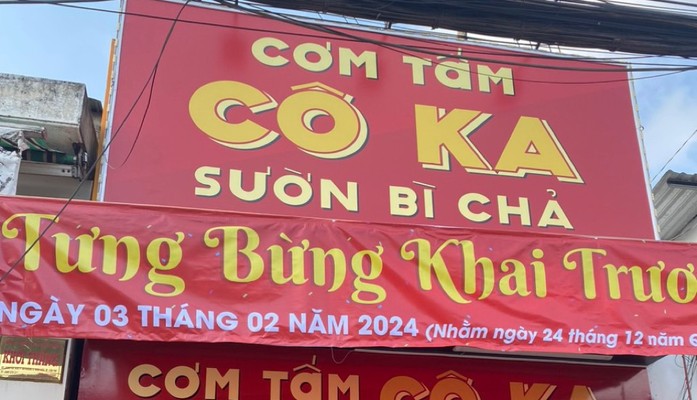 CƠM TẤM
CÔ KA
SƯỜN BÌ CHẢ
Tưng Bừng Khai Trươ
NGÀY 03 THÁNG 02 NĂM 2024 (Nhằm ngày 24 tháng 12 năm
CƠM TẤM CÔ KA